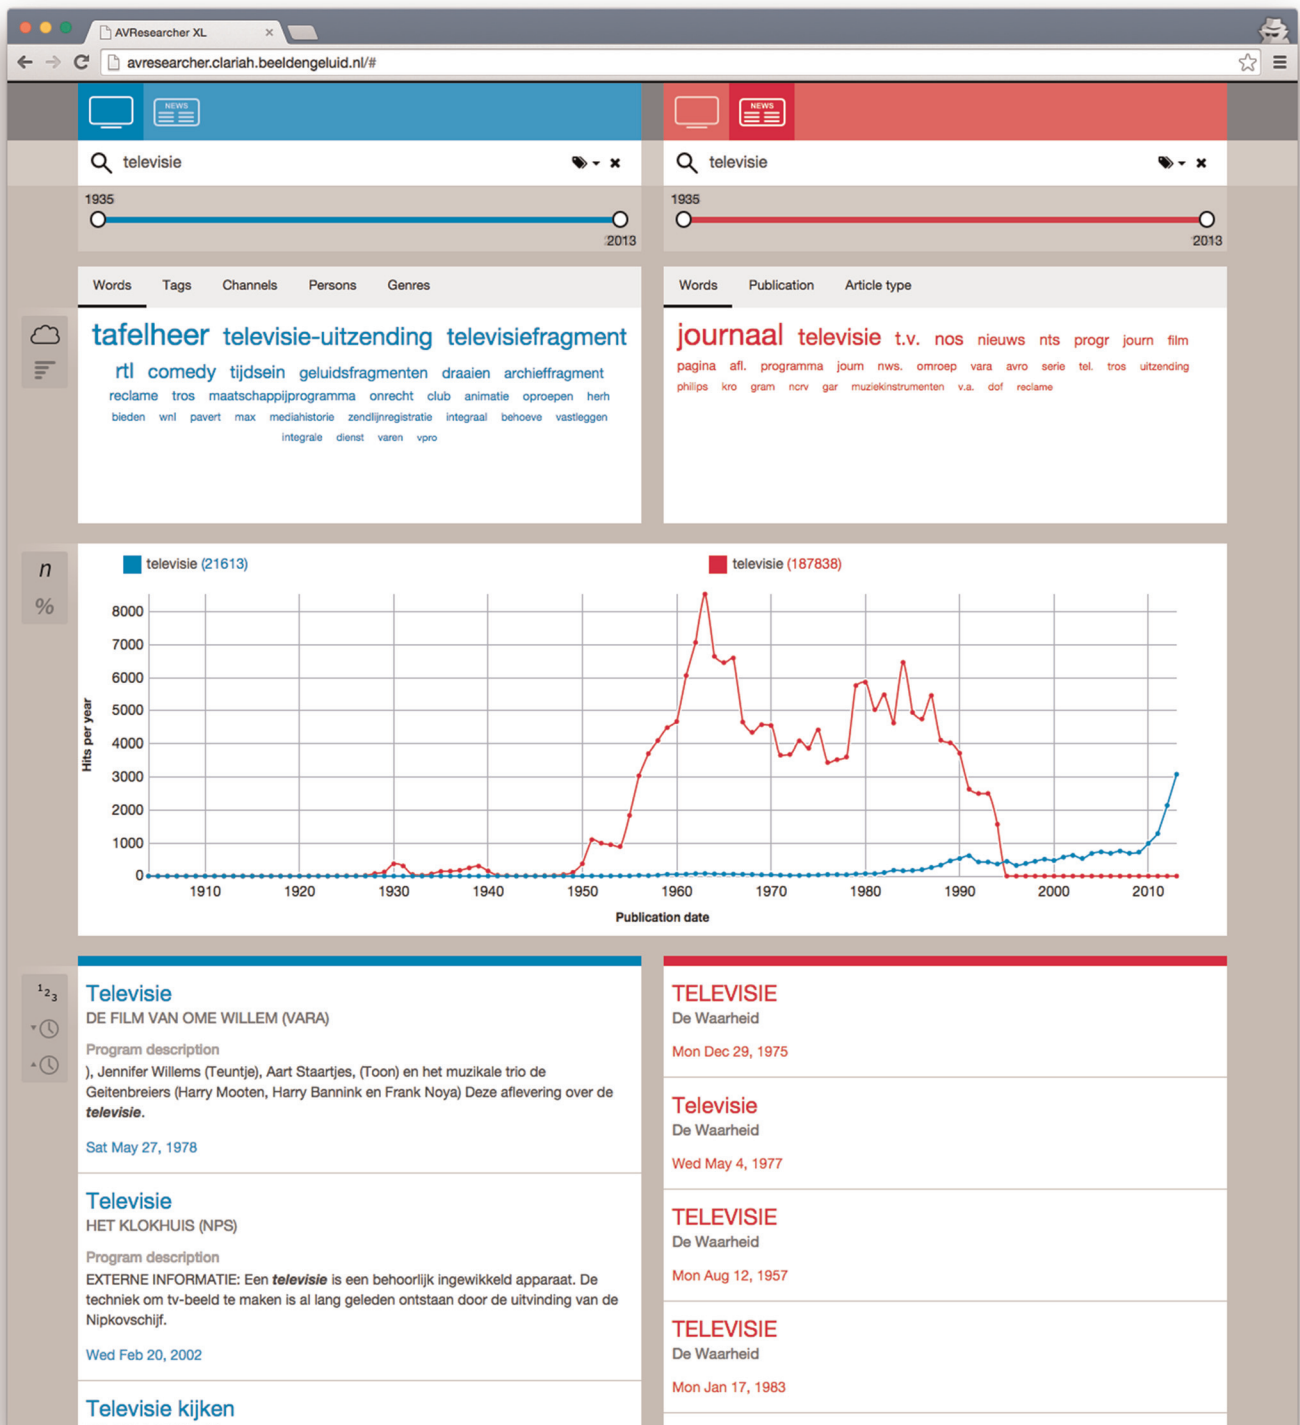 AVResearcher XL
avresearcher.clariah.beeldengeluid.nl/#
NEWS
NEWS
televisie
televisie
1935
2013
1935
2013
Words Tags Channels Persons Genres
tafelheer televisie-uitzending televisiefragment
rtl comedy tijdsein geluidsfragmenten draaien archieffragment
reclame tros maatschappijprogramma onrecht club animatie oproepen herh
bieden wnl pavert max mediahistorie zendlijnregistratie integraal behoeve vastleggen
integrale dienst varen vpro
Words Publication Article type
journaal televisie t.v. nos nieuws nts progr journ film
pagina afl. programma journ nws. omroep vara avro serie tel. tros uitzending
philips kro gram ncrv gar muziekinstrumenten v.a. dof reclame
n
%
televisie (21613)
televisie (187838)
Hits per year
8000
7000
6000
5000
4000
3000
2000
1000
0
1910 1920 1930 1940 1950 1960 1970 1980 1990 2000 2010
Publication date
1 2 3
Televisie
DE FILM VAN OME WILLEM (VARA)
Program description
), Jennifer Willems (Teuntje), Aart Staartjes, (Toon) en het muzikale trio de
Geitenbreiers (Harry Mooten, Harry Bannink en Frank Noya) Deze aflevering over de
televisie.
Sat May 27, 1978
Televisie
HET KLOKHUIS (NPS)
Program description
EXTERNE INFORMATIE: Een televisie is een behoorlijk ingewikkeld apparaat. De
techniek om tv-beeld te maken is al lang geleden ontstaan door de uitvinding van de
Nipkovschijf.
Wed Feb 20, 2002
Televisie kijken
TELEVISIE
De Waarheid
Mon Dec 29, 1975
Televisie
De Waarheid
Wed May 4, 1977
TELEVISIE
De Waarheid
Mon Aug 12, 1957
TELEVISIE
De Waarheid
Mon Jan 17, 1983